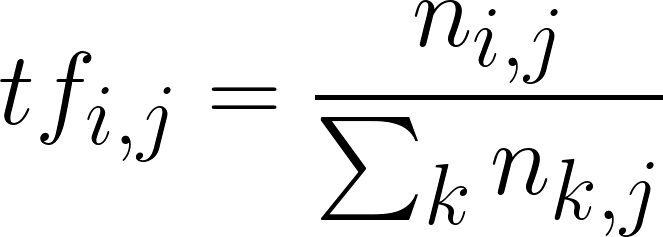 tf_{i,j} = \frac{n_{i,j}}{\sum_k n_{k,j}}